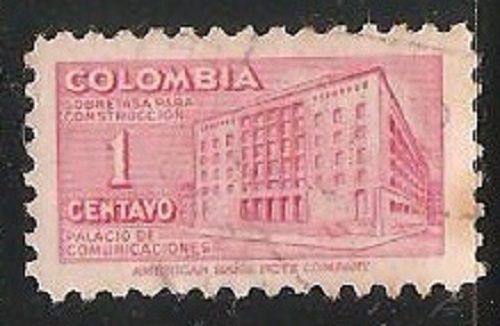 COLOMBIA
SOBRETASA PARA
CONSTRUCCION
1
CENTAVO
PALACIO DE
COMUNICACIONES
AMERICAN BANK NOTE COMPANY